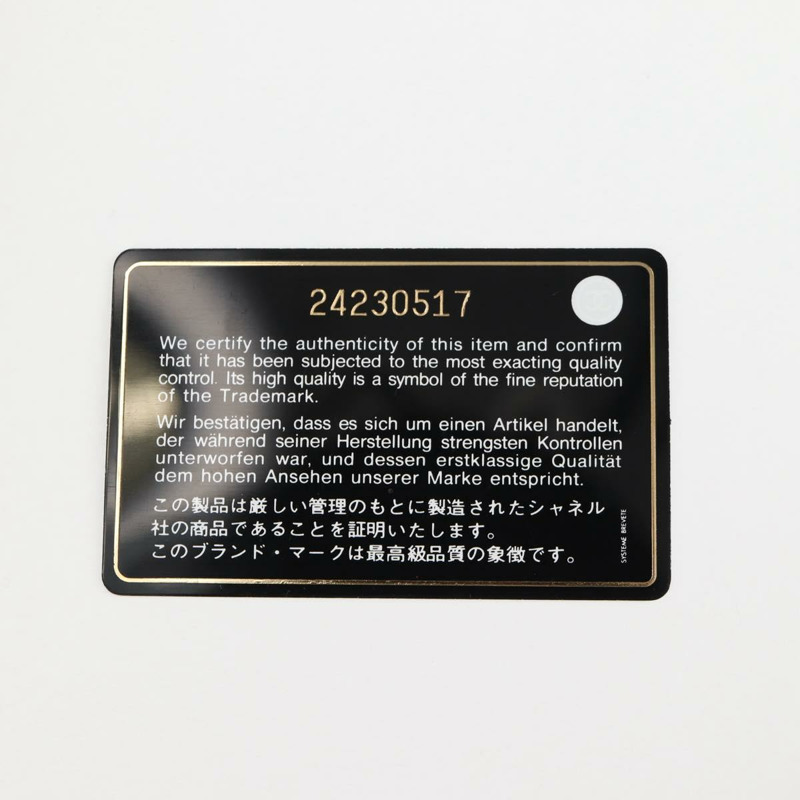 24230517
We certify the authenticity of this item and confirm
that it has been subjected to the most exacting quality
control. Its high quality is a symbol of the fine reputation
of the Trademark.
Wir bestätigen, dass es sich um einen Artikel handelt,
der während seiner Herstellung strengsten Kontrollen
unterworfen war, und dessen erstklassige Qualität
dem hohen Ansehen unserer Marke entspricht.
この製品は厳しい管理のもとに製造されたシャネル
社の商品であることを証明いたします。
このブランド・マークは最高級品質の象徴です。
SYSTEME BREVETE